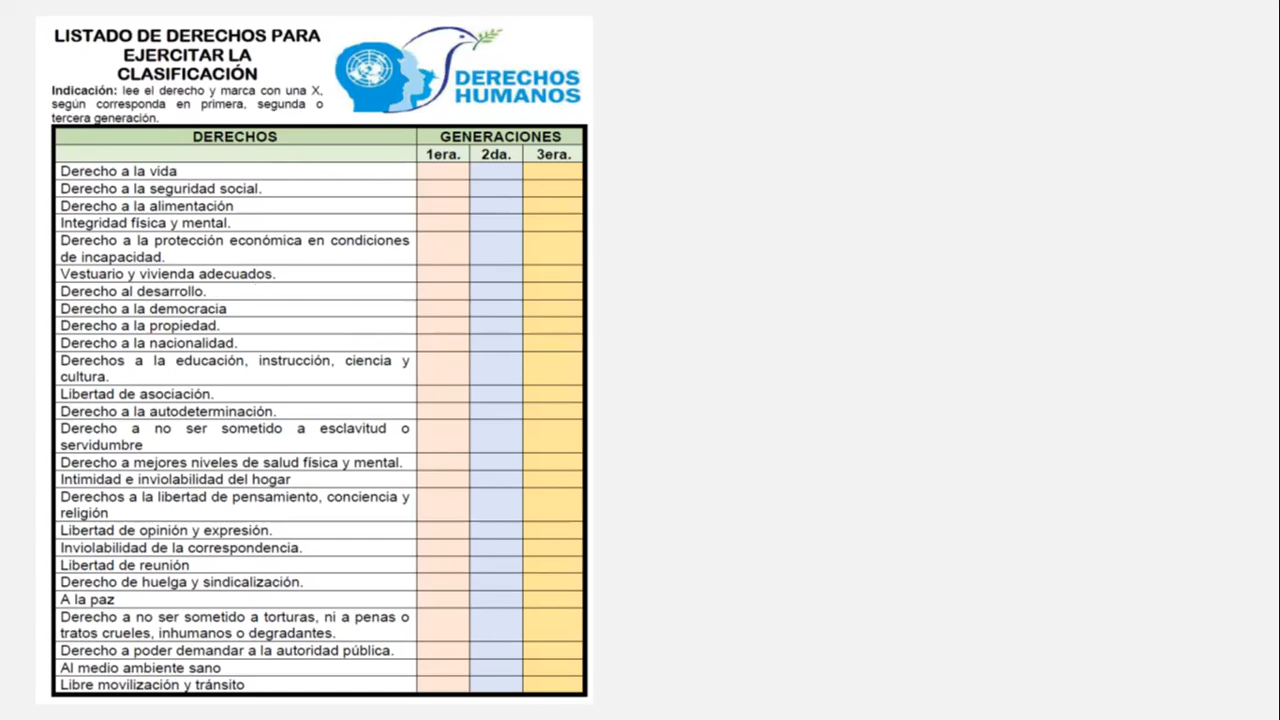 LISTADO DE DERECHOS PARA
EJERCITAR LA
CLASIFICACIÓN
Indicación: lee el derecho y marca con una X,
según corresponda en primera, segunda o
tercera generación.
DERECHOS
HUMANOS
DERECHOS GENERACIONES
1era. 2da. 3era.
Derecho a la vida
Derecho a la seguridad social.
Derecho a la alimentación
Integridad física y mental.
Derecho a la protección económica en condiciones
de incapacidad.
Vestuario y vivienda adecuados.
Derecho al desarrollo.
Derecho a la democracia
Derecho a la propiedad.
Derecho a la nacionalidad.
Derechos a la educación, instrucción, ciencia y
cultura.
Libertad de asociación.
Derecho a la autodeterminación.
Derecho a no ser sometido a esclavitud o
servidumbre
Derecho a mejores niveles de salud física y mental.
Intimidad e inviolabilidad del hogar
Derechos a la libertad de pensamiento, conciencia y
religión
Libertad de opinión y expresión.
Inviolabilidad de la correspondencia.
Libertad de reunión
Derecho de huelga y sindicalización.
A la paz
Derecho a no ser sometido a torturas, ni a penas o
tratos crueles, inhumanos o degradantes.
Derecho a poder demandar a la autoridad pública.
Al medio ambiente sano
Libre movilización y tránsito